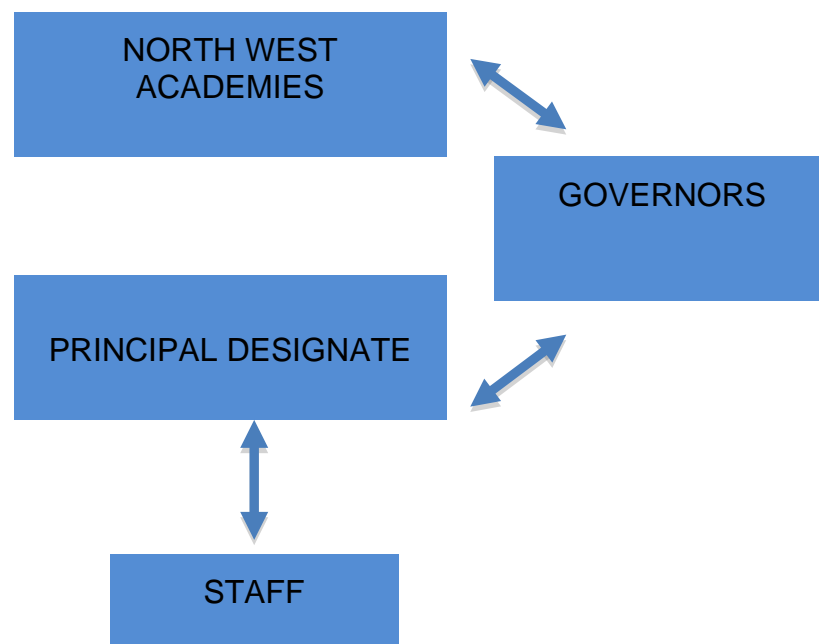 NORTH WEST
ACADEMIES
GOVERNORS
PRINCIPAL DESIGNATE
STAFF